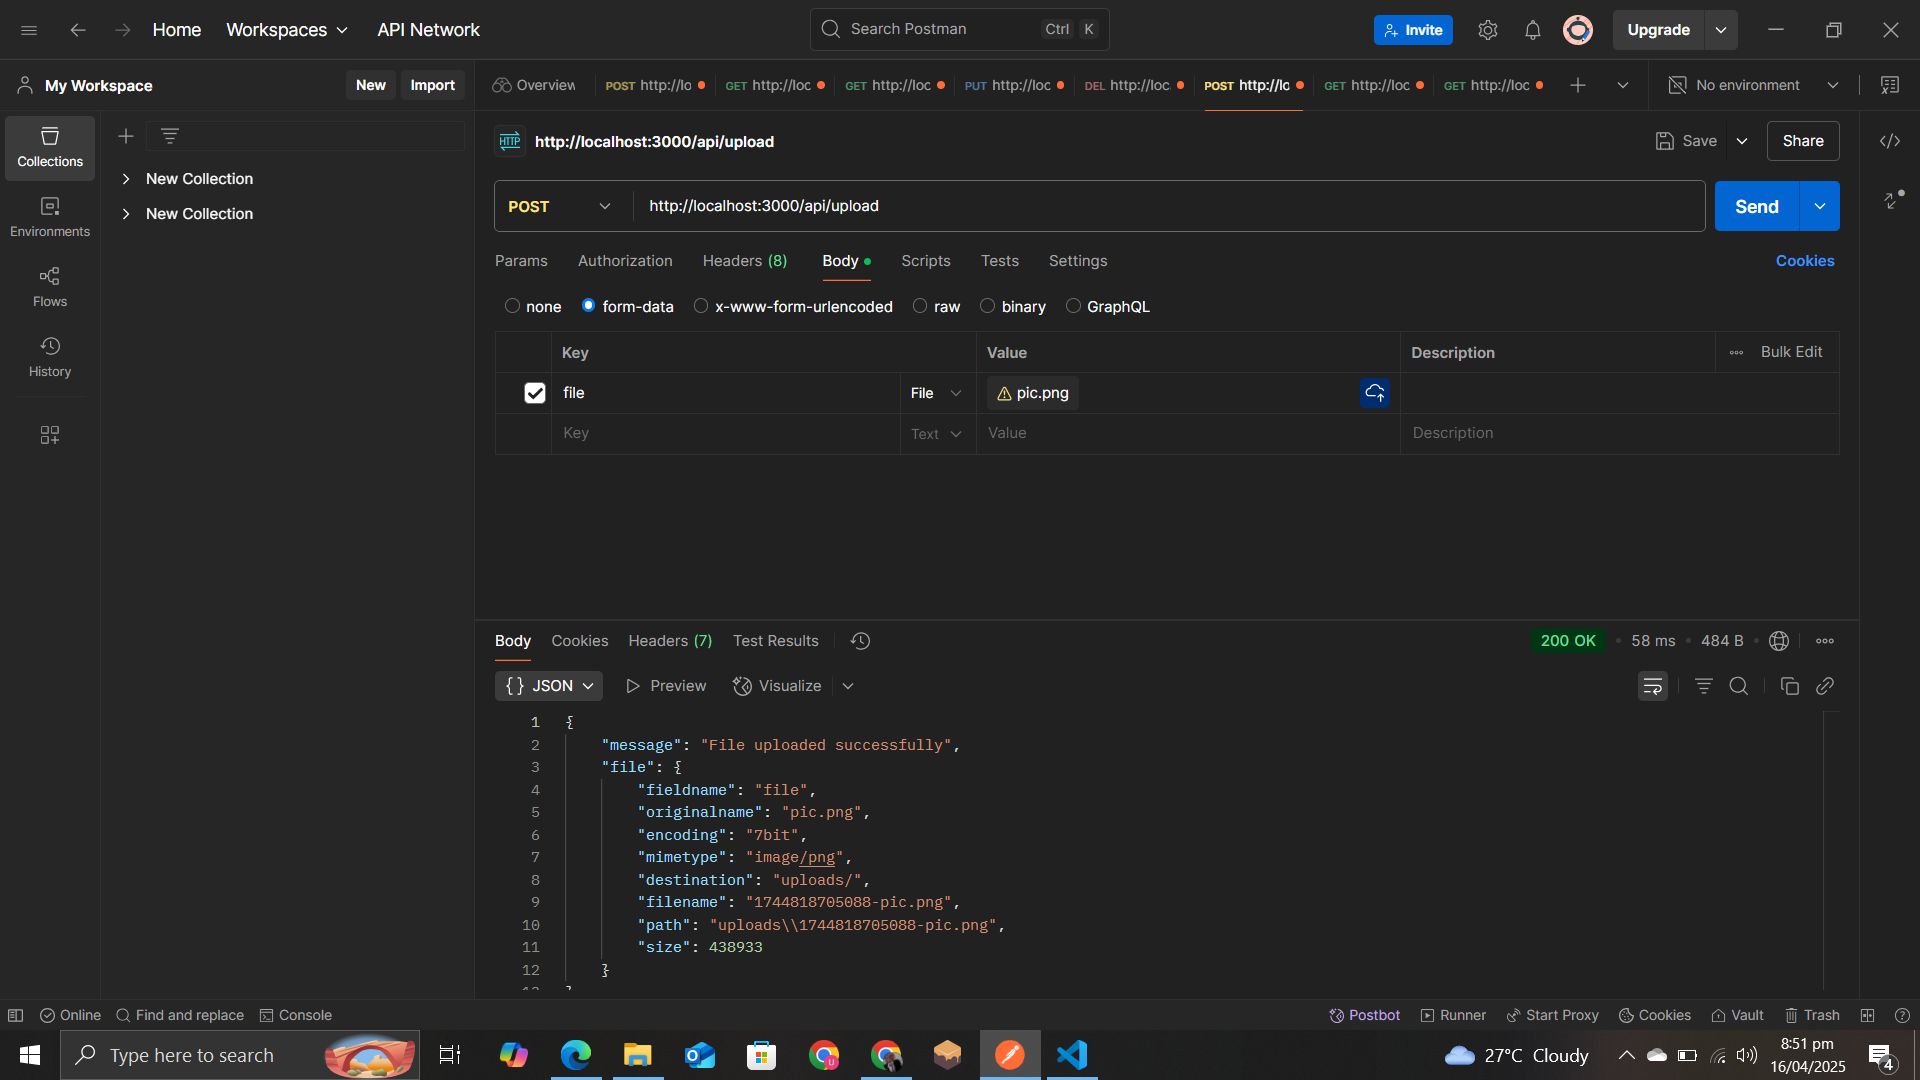 Home
Workspaces
API Network
Search Postman
Ctrl K
Invite
Upgrade
My Workspace
New
Import
Overview
POST http://lo
GET http://loc
GET http://loc
PUT http://loc
DEL http://loc
POST http://lo
GET http://loc
GET http://loc
No environment
Collections
New Collection
New Collection
Environments
Flows
History
HTTP
http://localhost:3000/api/upload
Save
Share
POST
http://localhost:3000/api/upload
Send
Params
Authorization
Headers (8)
Body
Scripts
Tests
Settings
Cookies
none
form-data
x-www-form-urlencoded
raw
binary
GraphQL
Key
Value
Description
Bulk Edit
file
File
pic.png
Key
Text
Value
Description
Body
Cookies
Headers (7)
Test Results
200 OK
58 ms
484 B
{} JSON
Preview
Visualize
1 {
2 "message": "File uploaded successfully",
3 "file": {
4 "fieldname": "file",
5 "originalname": "pic.png",
6 "encoding": "7bit",
7 "mimetype": "image/png",
8 "destination": "uploads/",
9 "filename": "1744818705088-pic.png",
10 "path": "uploads\\1744818705088-pic.png",
11 "size": 438933
12 }
Online
Find and replace
Console
Postbot
Runner
Start Proxy
Cookies
Vault
Trash
Type here to search
27°C Cloudy
8:51 pm
16/04/2025
4